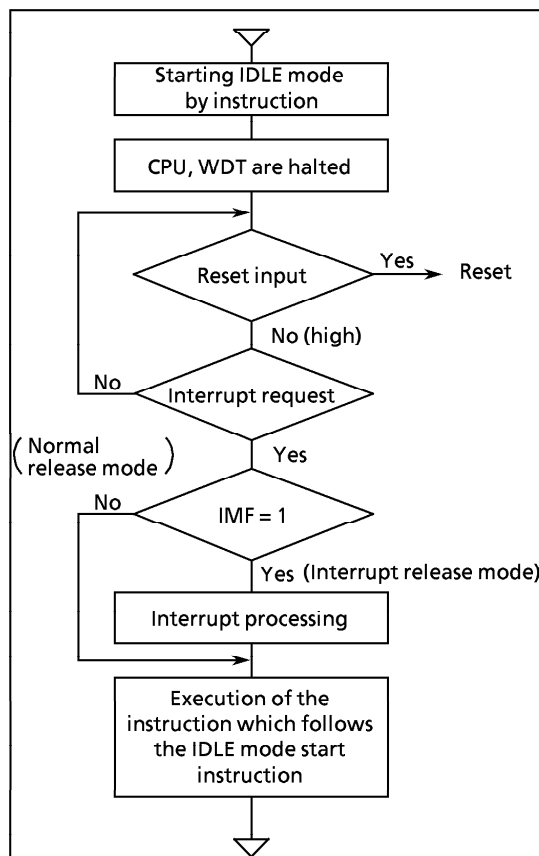 Starting IDLE mode
by instruction
CPU, WDT are halted
Reset input
Yes
Reset
No (high)
No
Interrupt request
(Normal
release mode)
Yes
No
IMF = 1
Yes (Interrupt release mode)
Interrupt processing
Execution of the
instruction which follows
the IDLE mode start
instruction